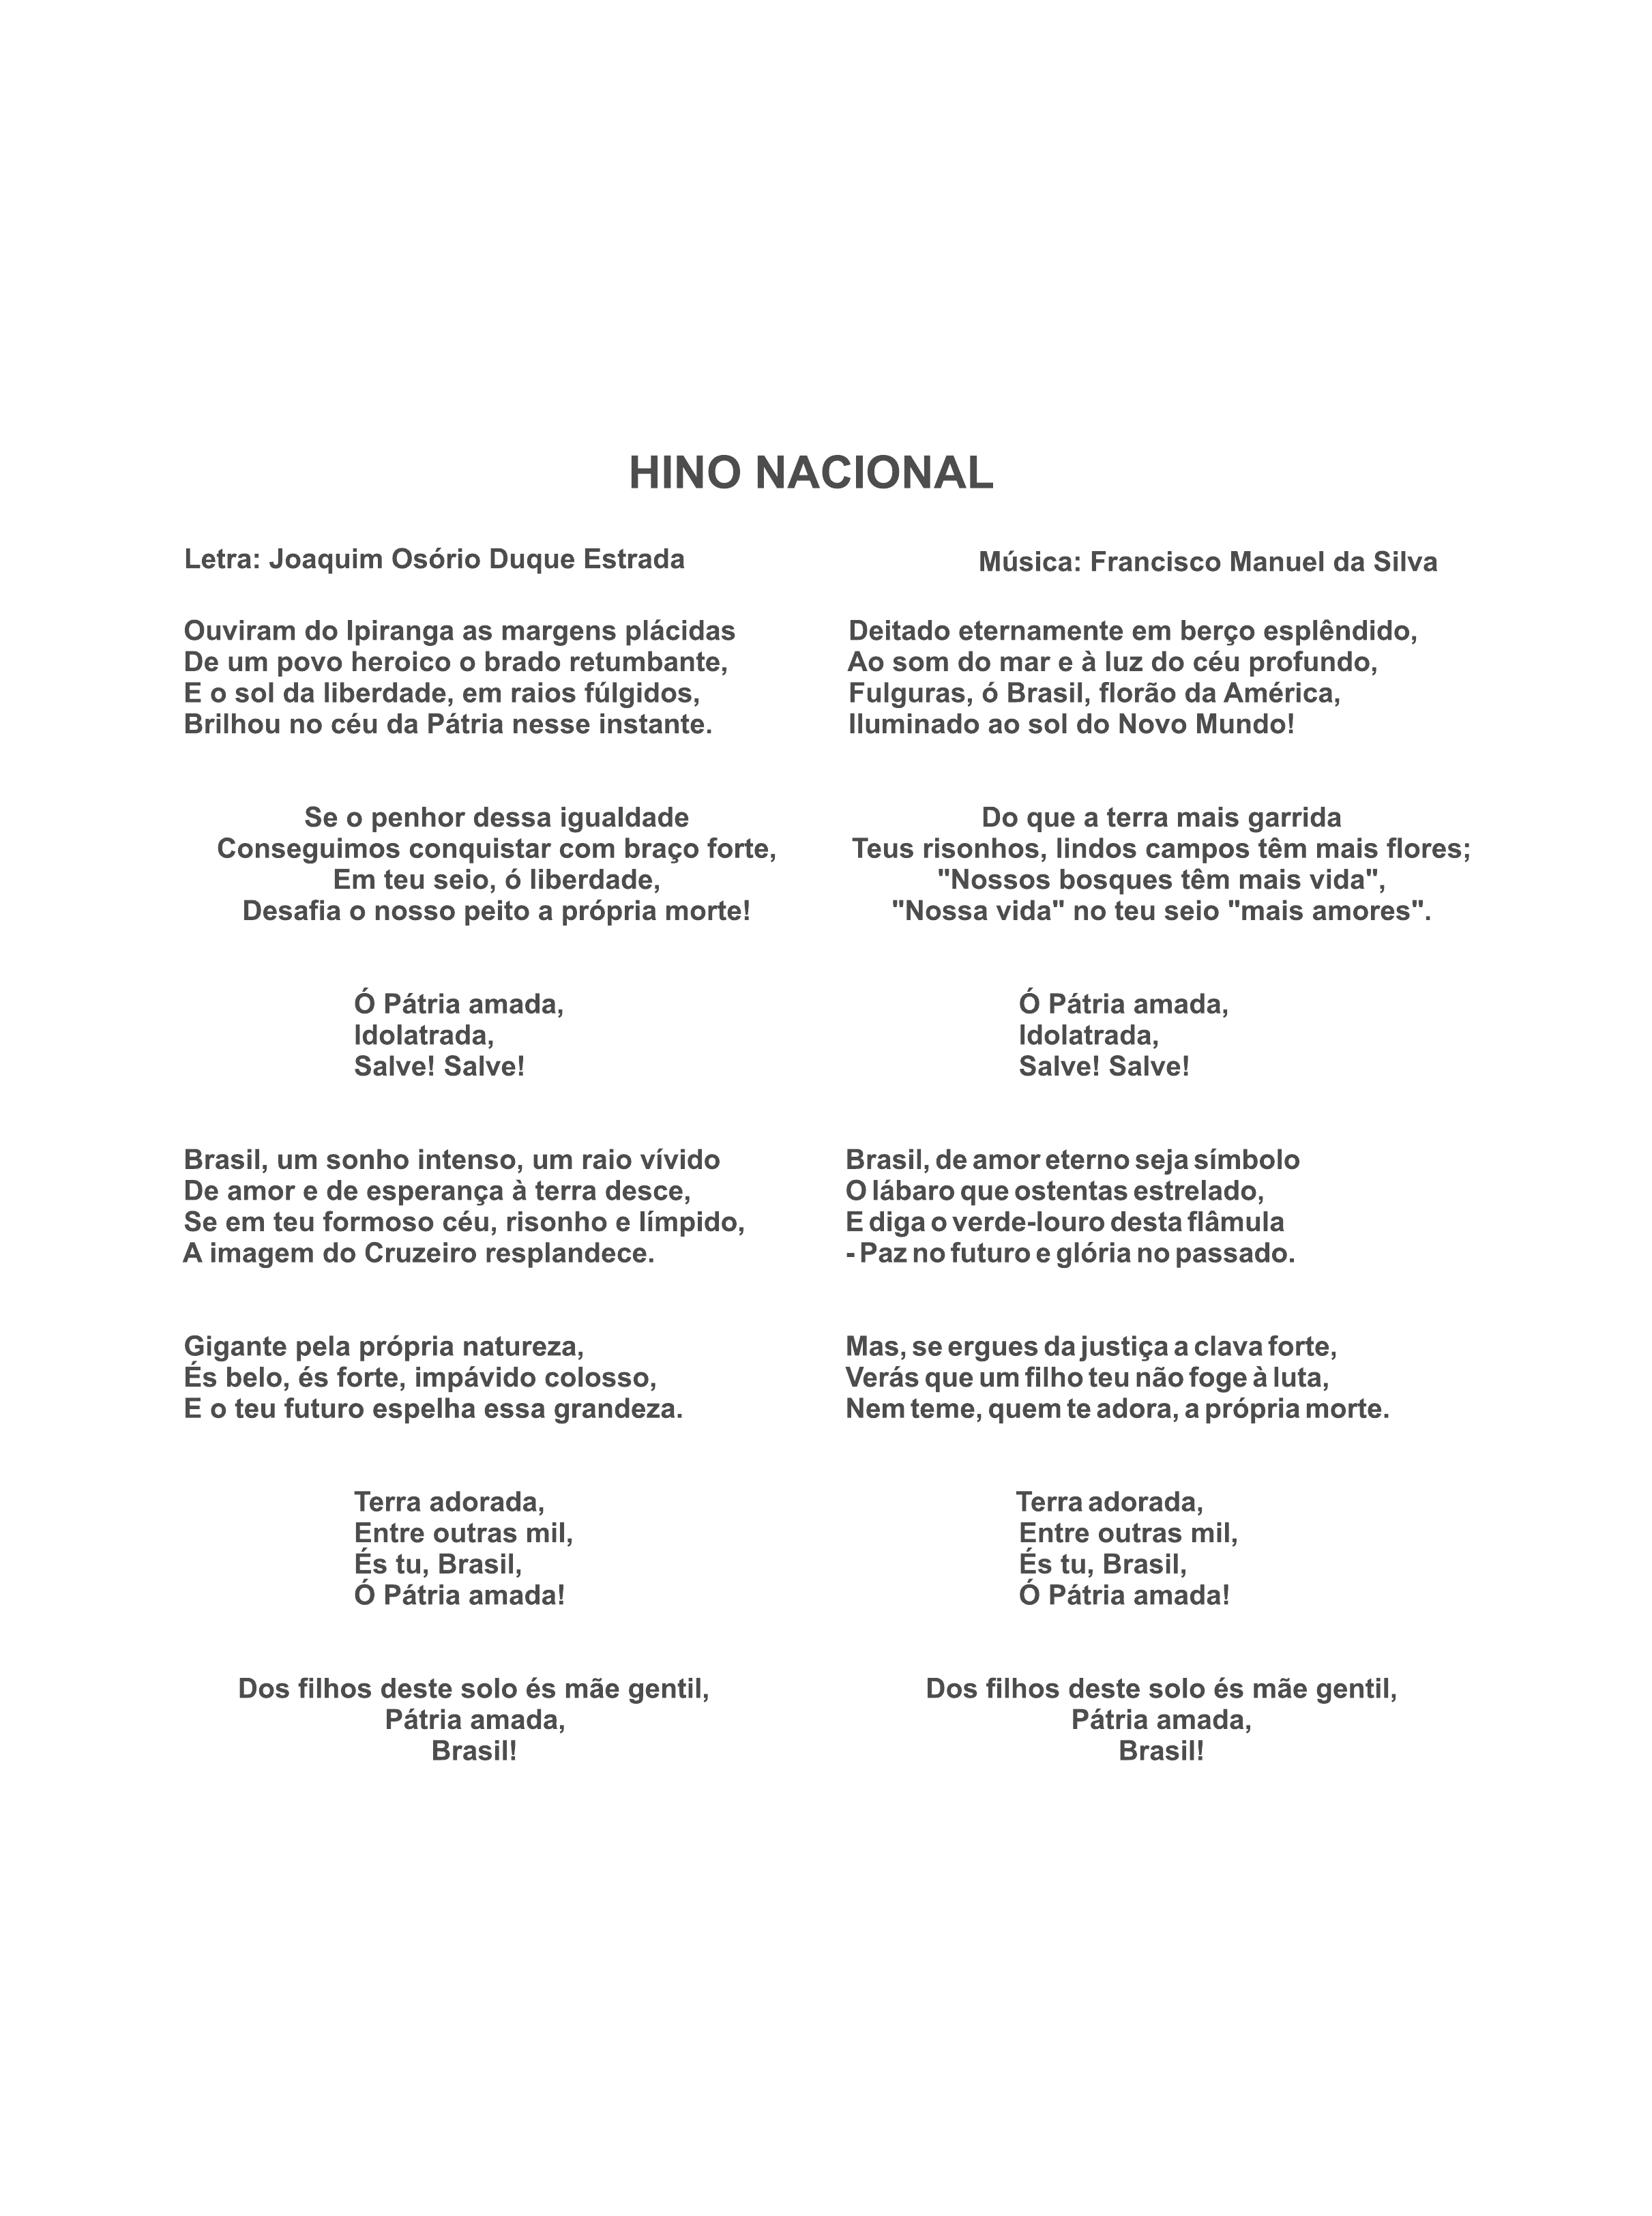 HINO NACIONAL
Letra: Joaquim Osório Duque Estrada
Música: Francisco Manuel da Silva
Ouviram do Ipiranga as margens plácidas
De um povo heroico o brado retumbante,
E o sol da liberdade, em raios fúlgidos,
Brilhou no céu da Pátria nesse instante.
Se o penhor dessa igualdade
Conseguimos conquistar com braço forte,
Em teu seio, ó liberdade,
Desafia o nosso peito a própria morte!
Ó Pátria amada,
Idolatrada,
Salve! Salve!
Brasil, um sonho intenso, um raio vívido
De amor e de esperança à terra desce,
Se em teu formoso céu, risonho e límpido,
A imagem do Cruzeiro resplandece.
Gigante pela própria natureza,
És belo, és forte, impávido colosso,
E o teu futuro espelha essa grandeza.
Terra adorada,
Entre outras mil,
És tu, Brasil,
Ó Pátria amada!
Dos filhos deste solo és mãe gentil,
Pátria amada,
Brasil!
Deitado eternamente em berço esplêndido,
Ao som do mar e à luz do céu profundo,
Fulguras, ó Brasil, florão da América,
Iluminado ao sol do Novo Mundo!
Do que a terra mais garrida
Teus risonhos, lindos campos têm mais flores;
"Nossos bosques têm mais vida",
"Nossa vida" no teu seio "mais amores".
Ó Pátria amada,
Idolatrada,
Salve! Salve!
Brasil, de amor eterno seja símbolo
O lábaro que ostentas estrelado,
E diga o verde-louro desta flâmula
- Paz no futuro e glória no passado.
Mas, se ergues da justiça a clava forte,
Verás que um filho teu não foge à luta,
Nem teme, quem te adora, a própria morte.
Terra adorada,
Entre outras mil,
És tu, Brasil,
Ó Pátria amada!
Dos filhos deste solo és mãe gentil,
Pátria amada,
Brasil!